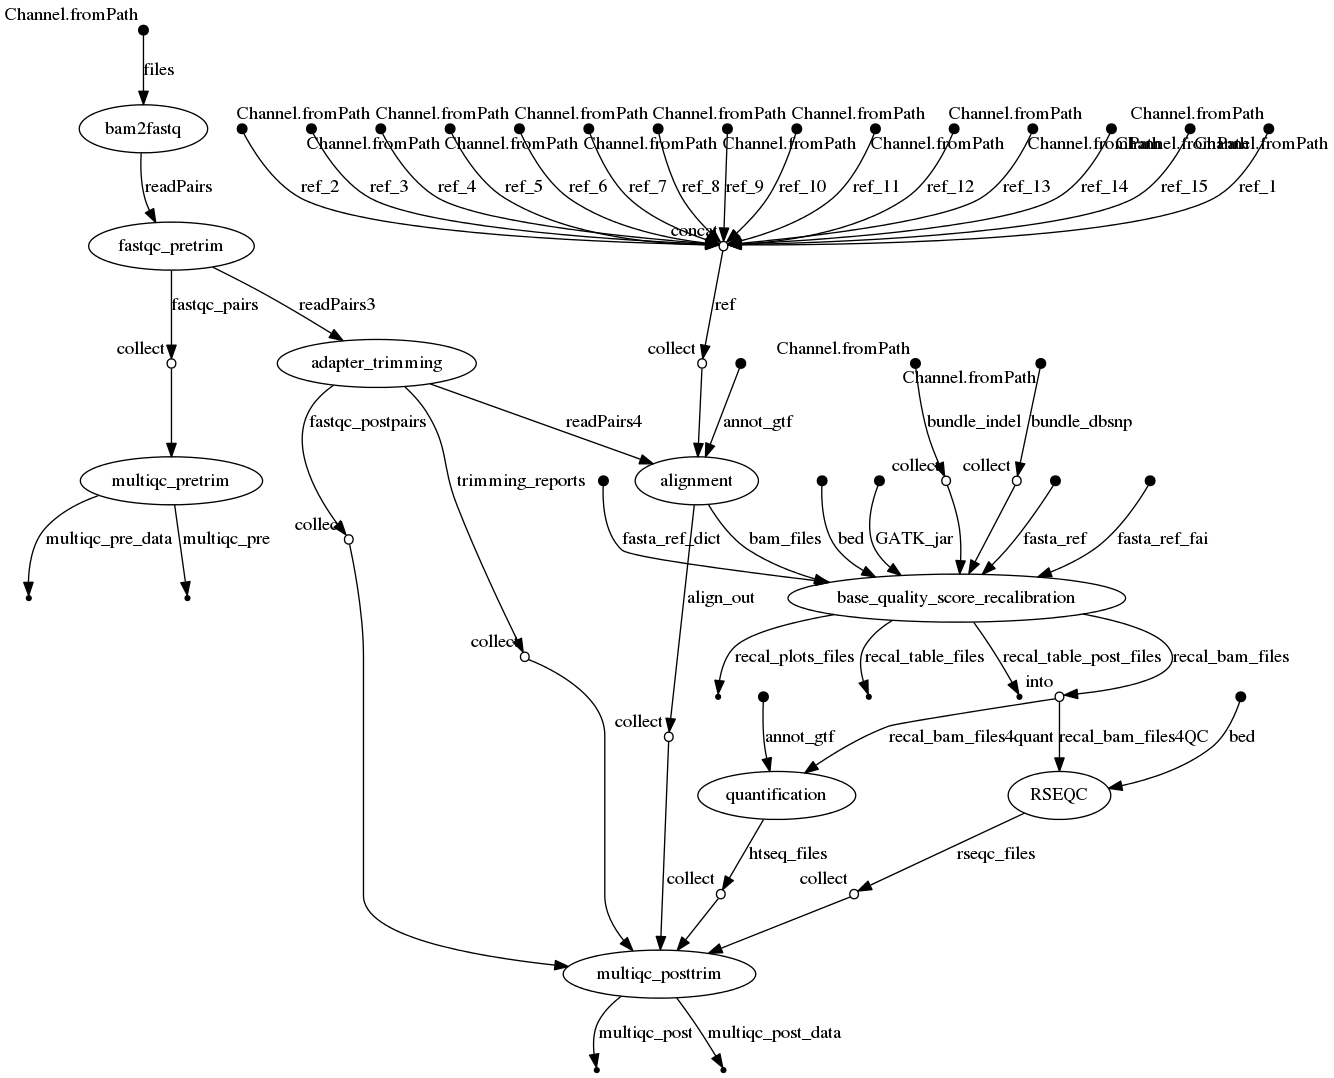 Channel.fromPath
files
bam2fastq
Channel.fromPath Channel.fromPath Channel.fromPath Channel.fromPath Channel.fromPath Channel.fromPath Channel.fromPath
Channel.fromPath Channel.fromPath Channel.fromPath Channel.fromPath Channel.fromPath Channel.fromPath Channel.fromPath Channel.fromPath
readPairs ref_2 ref_3 ref_4 ref_5 ref_6 ref_7 ref_8 ref_9 ref_10 ref_11 ref_12 ref_13 ref_14 ref_15 ref_1
concat
fastqc_pretrim
fastqc_pairs readPairs3 ref
collect collect Channel.fromPath
adapter_trimming Channel.fromPath
fastqc_postpairs readPairs4 annot_gtf bundle_indel bundle_dbsnp
collect collect
multiqc_pretrim trimming_reports alignment
collect
multiqc_pre_data multiqc_pre fasta_ref_dict bam_files bed GATK_jar fasta_ref fasta_ref_fai
align_out base_quality_score_recalibration
collect
recal_plots_files recal_table_files recal_table_post_files recal_bam_files
into
collect
annot_gtf recal_bam_files4quant recal_bam_files4QC bed
quantification RSEQC
htseq_files rseqc_files
collect collect
multiqc_posttrim
multiqc_post multiqc_post_data